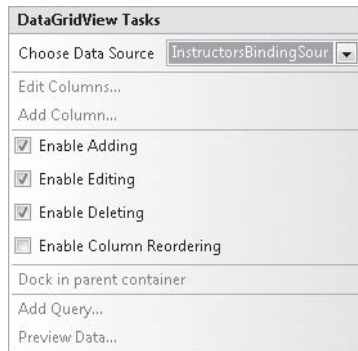 DataGridView Tasks
Choose Data Source InstructorsBindingSour
Edit Columns...
Add Column...
Enable Adding
Enable Editing
Enable Deleting
Enable Column Reordering
Dock in parent container
Add Query...
Preview Data...